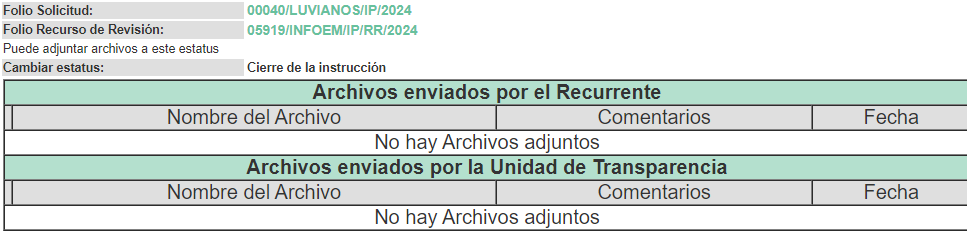 Folio Solicitud: 00040/LUVIANOS/IP/2024
Folio Recurso de Revisión: 05919/INFOEM/IP/RR/2024
Puede adjuntar archivos a este estatus
Cambiar estatus: Cierre de la instrucción
Archivos enviados por el Recurrente
Nombre del Archivo Comentarios Fecha
No hay Archivos adjuntos
Archivos enviados por la Unidad de Transparencia
Nombre del Archivo Comentarios Fecha
No hay Archivos adjuntos